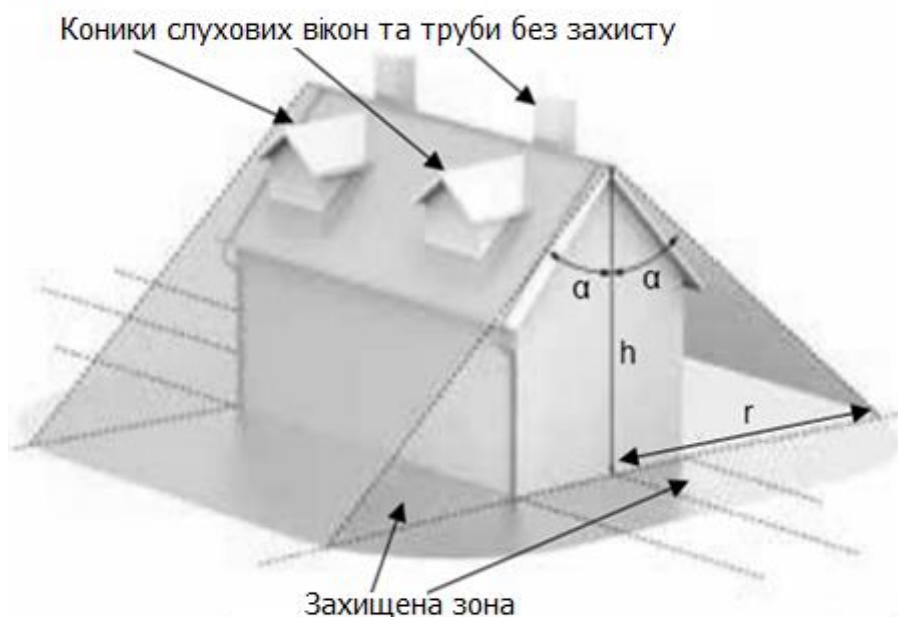 Коники слухових вікон та труби без захисту
α α
h
r
Захищена зона